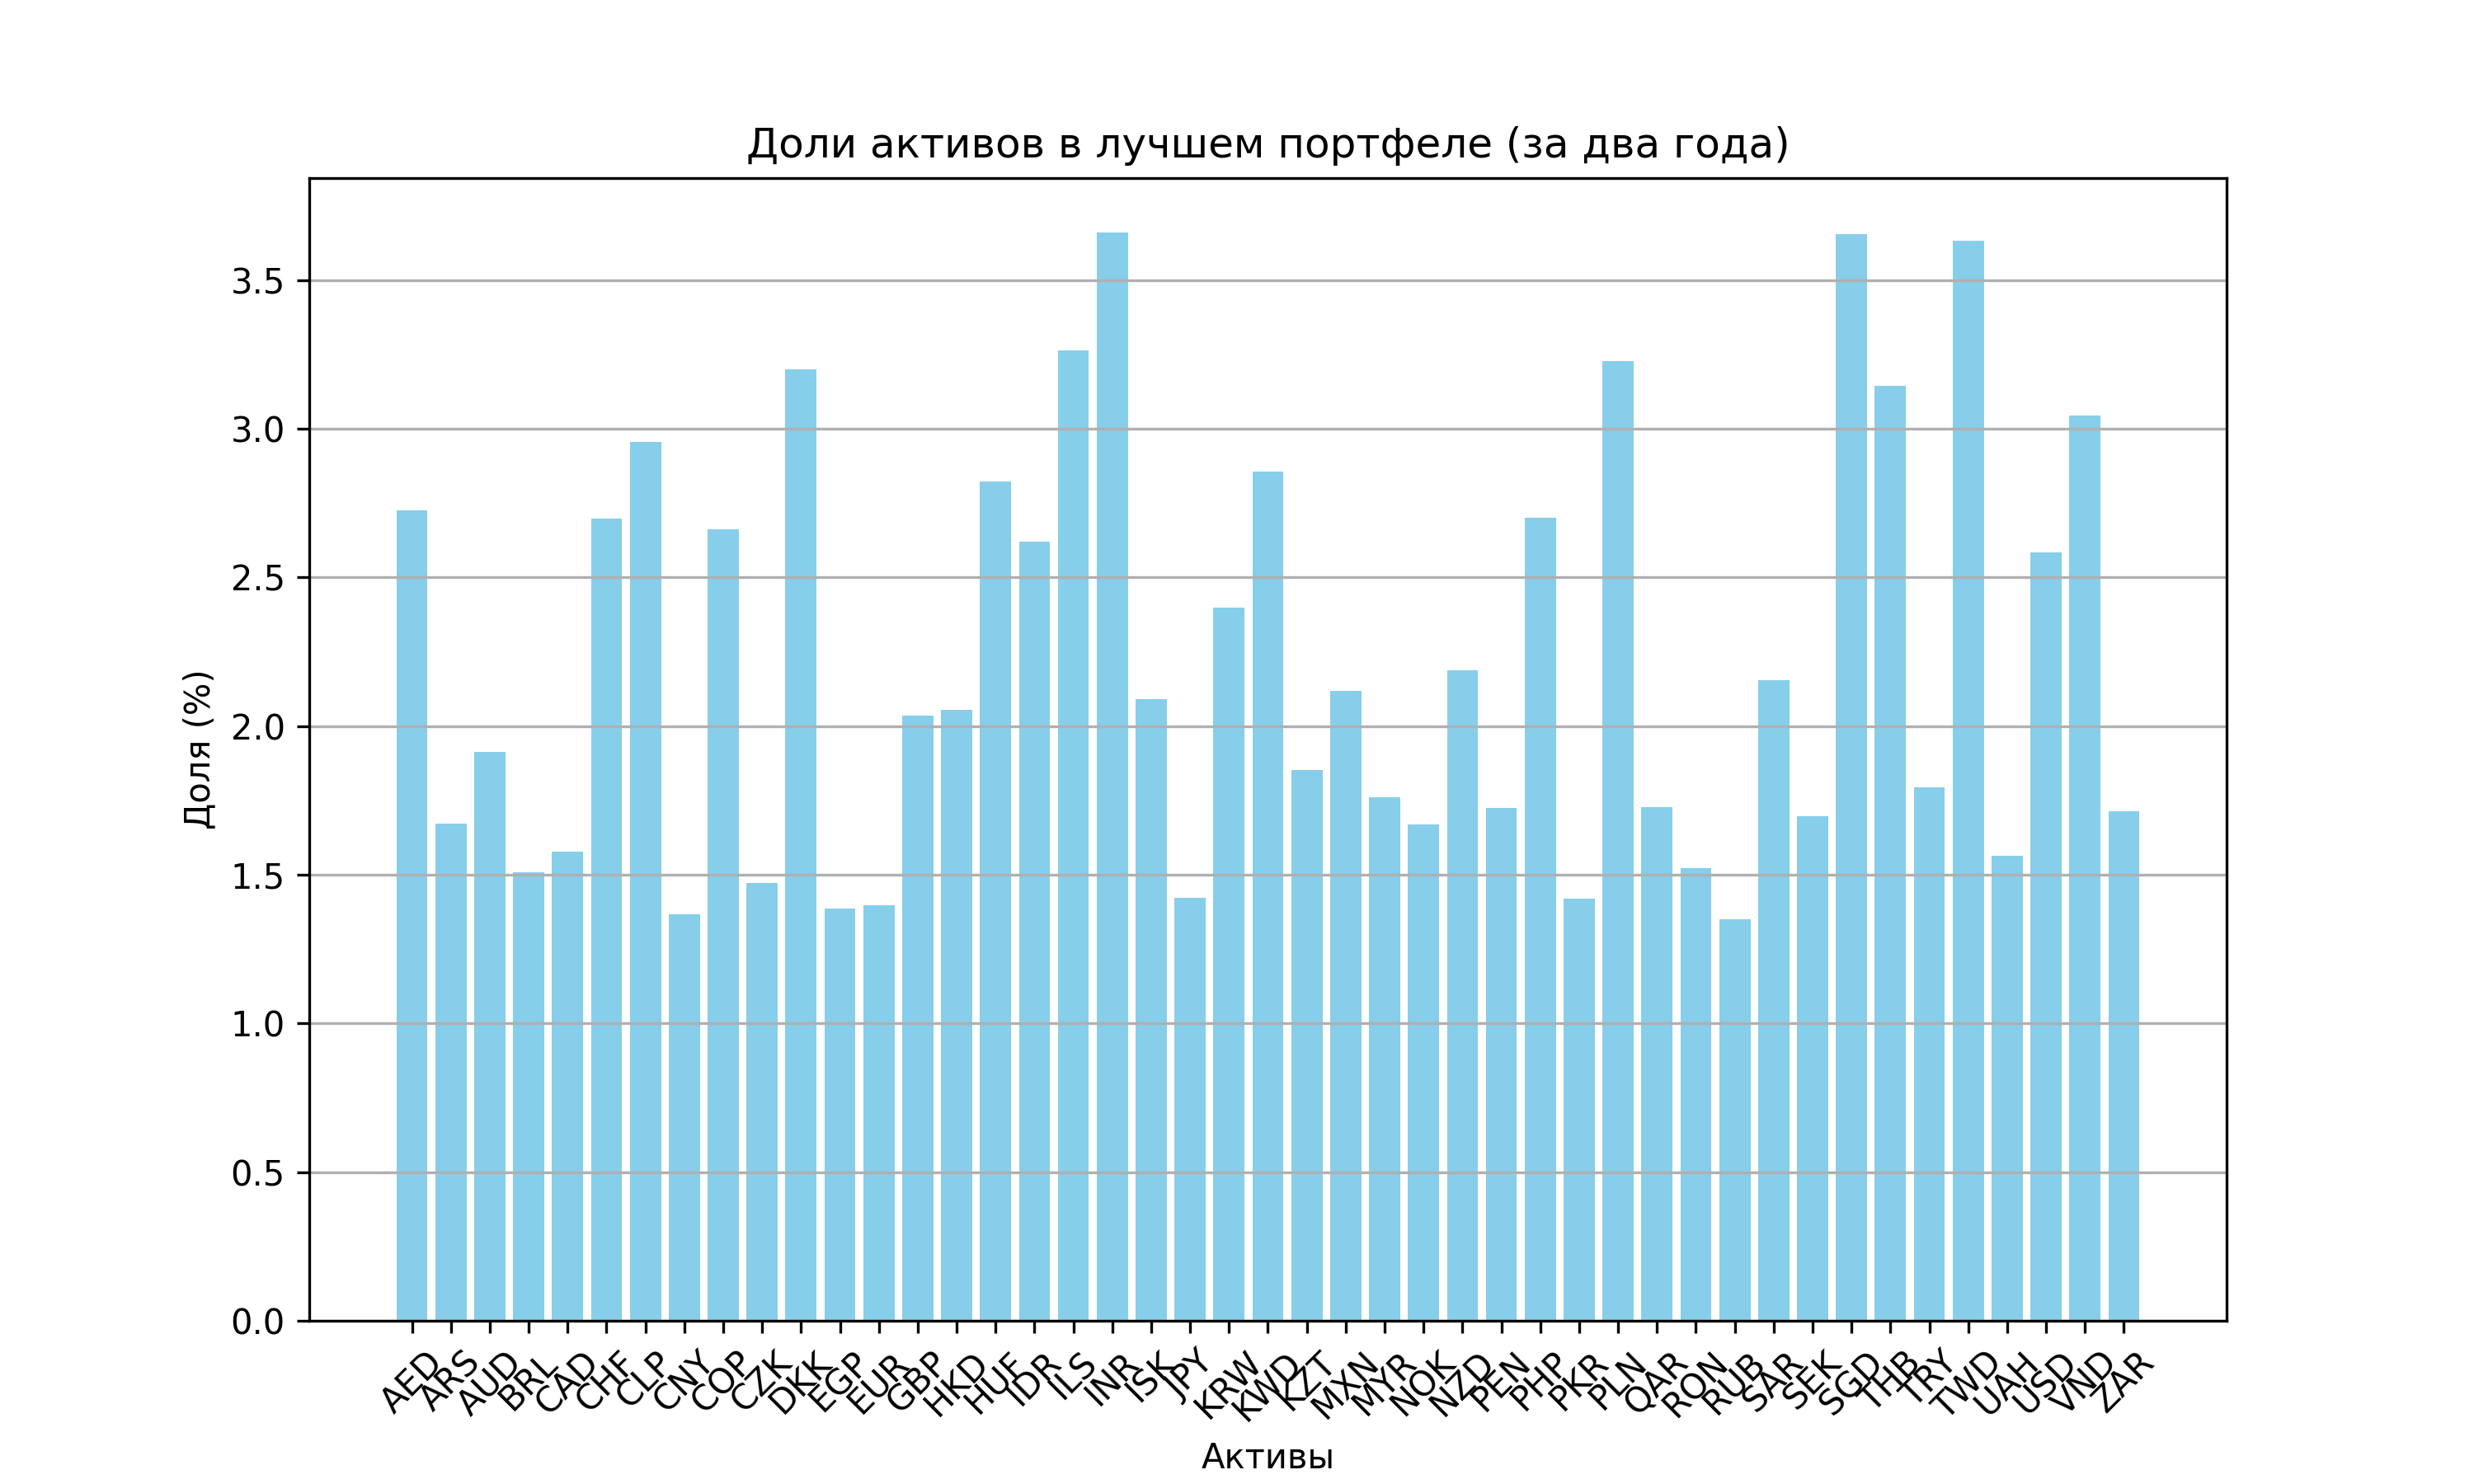 Доли активов в лучшем портфеле (за два года)
Доля (%)
3.5
3.0
2.5
2.0
1.5
1.0
0.5
0.0
AED
ARS
AUD
BRL
CAD
CHF
CLP
CNY
COP
CZK
DKK
EGP
EUR
GBP
HKD
HUF
IDR
ILS
INR
ISK
JPY
KRW
KWD
KZT
MXN
MYR
NOK
NZD
PEN
PHP
PKR
PLN
QAR
RON
RUB
SAR
SEK
SGD
THB
TRY
TWD
UAH
USD
VND
ZAR
Активы